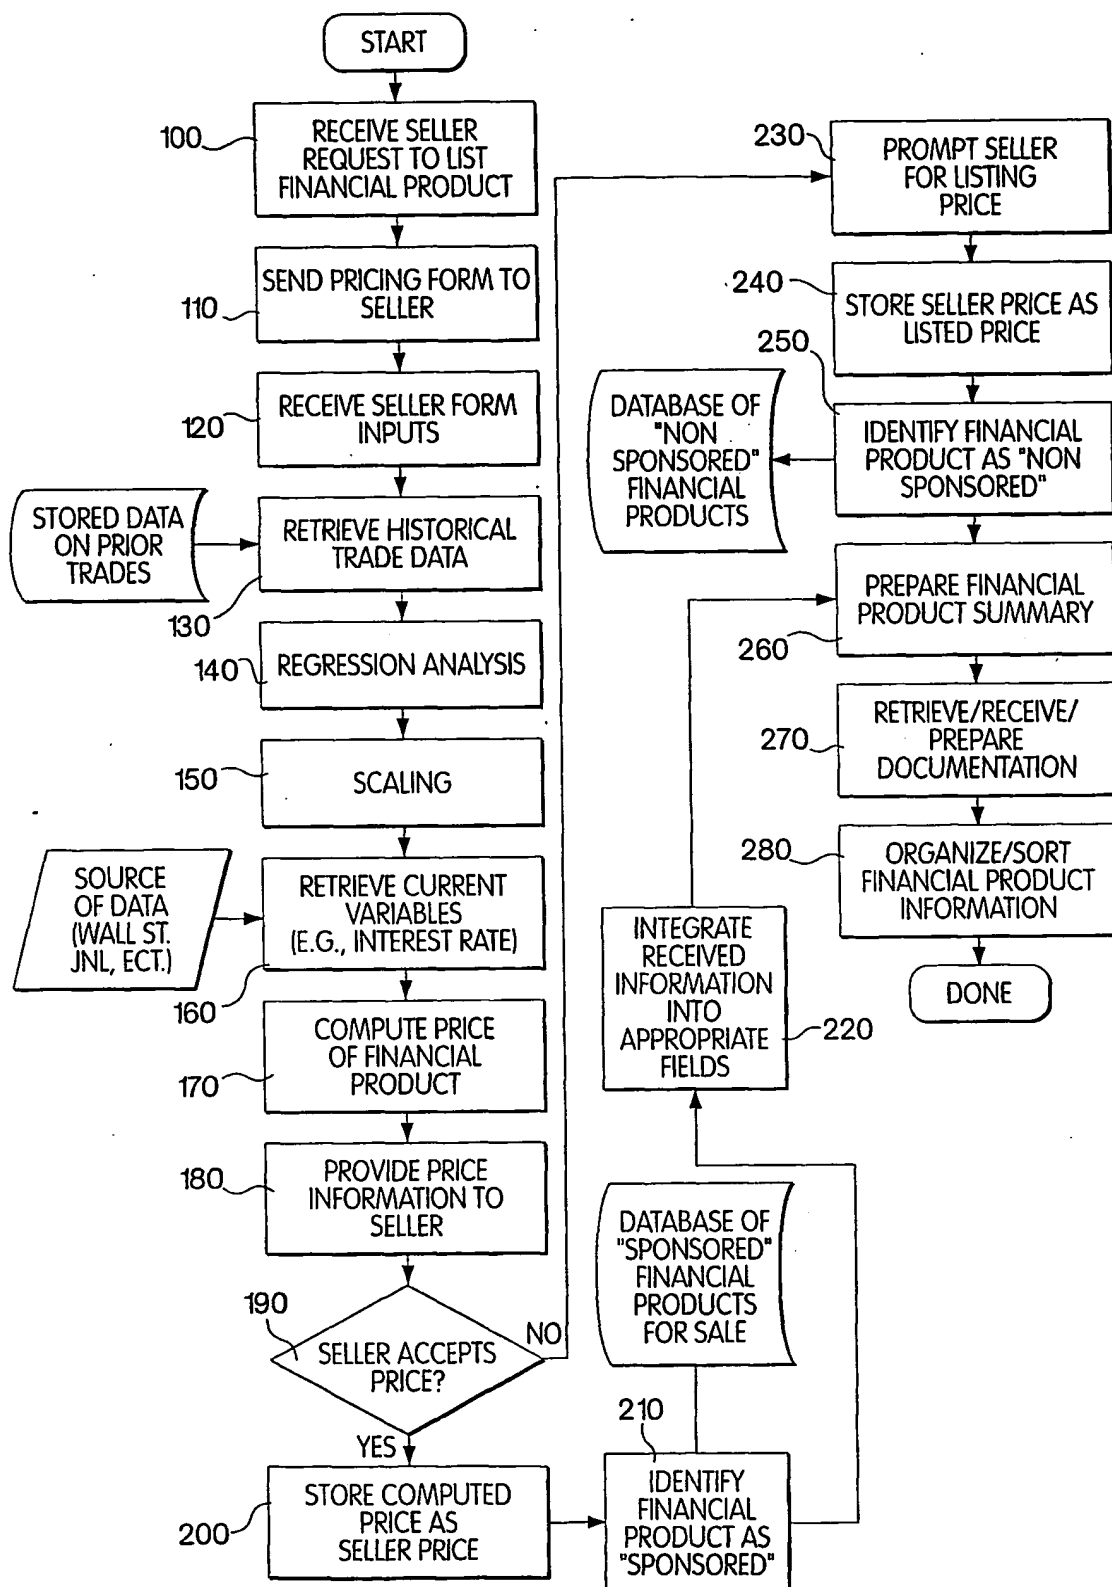 START
100
RECEIVE SELLER
REQUEST TO LIST
FINANCIAL PRODUCT
SEND PRICING FORM TO
SELLER
110
RECEIVE SELLER FORM
INPUTS
120
STORED DATA
ON PRIOR
TRADES
RETRIEVE HISTORICAL
TRADE DATA
130
REGRESSION ANALYSIS
140
SCALING
150
SOURCE
OF DATA
(WALL ST.
JNL, ECT.)
RETRIEVE CURRENT
VARIABLES
(E.G., INTEREST RATE)
160
COMPUTE PRICE
OF FINANCIAL
PRODUCT
170
180
PROVIDE PRICE
INFORMATION TO
SELLER
190
SELLER ACCEPTS
PRICE?
NO
YES
STORE COMPUTED
PRICE AS
SELLER PRICE
200
210
IDENTIFY
FINANCIAL
PRODUCT AS
"SPONSORED"
DATABASE OF
"SPONSORED"
FINANCIAL
PRODUCTS
FOR SALE
INTEGRATE
RECEIVED
INFORMATION
INTO
APPROPRIATE
FIELDS
220
230
PROMPT SELLER
FOR LISTING
PRICE
240
STORE SELLER PRICE AS
LISTED PRICE
250
IDENTIFY FINANCIAL
PRODUCT AS "NON
SPONSORED"
DATABASE OF
"NON
SPONSORED"
FINANCIAL
PRODUCTS
PREPARE FINANCIAL
PRODUCT SUMMARY
260
RETRIEVE/RECEIVE/
PREPARE
DOCUMENTATION
270
280
ORGANIZE/SORT
FINANCIAL PRODUCT
INFORMATION
DONE